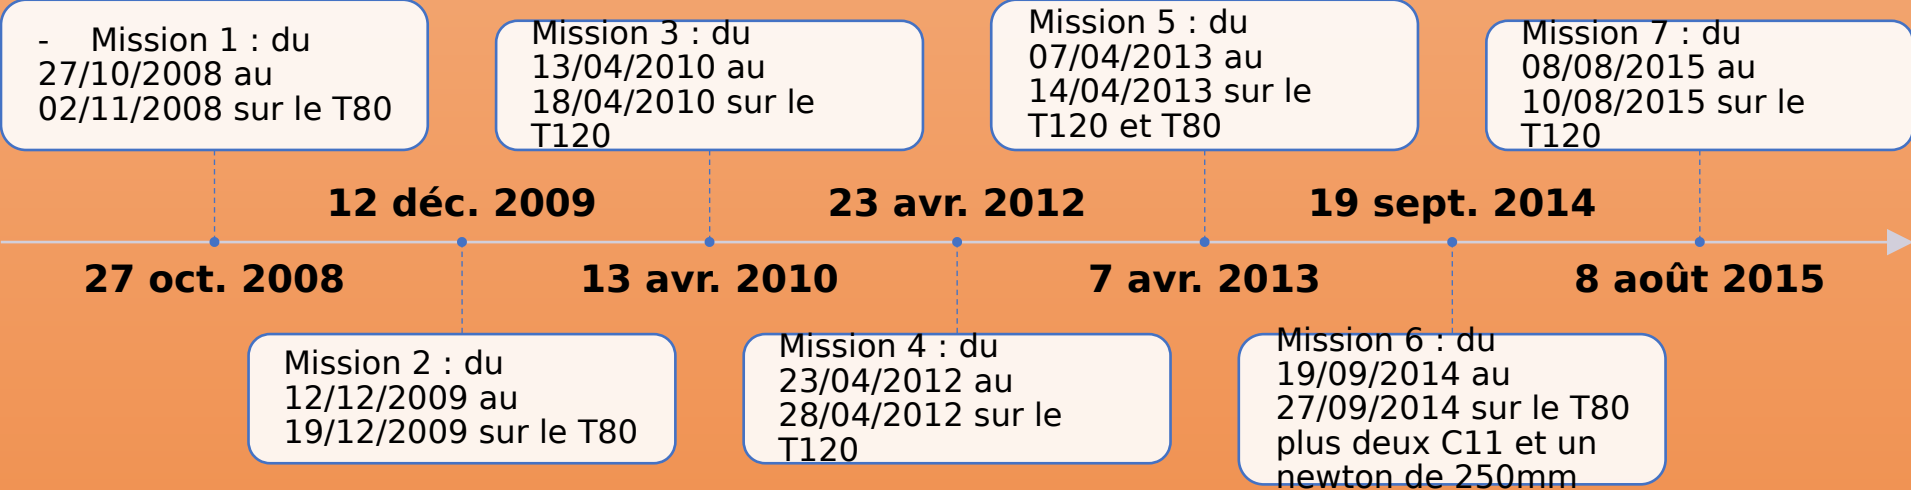 - Mission 1 : du
27/10/2008 au
02/11/2008 sur le T80
Mission 3 : du
13/04/2010 au
18/04/2010 sur le
T120
Mission 5 : du
07/04/2013 au
14/04/2013 sur le
T120 et T80
Mission 7 : du
08/08/2015 au
10/08/2015 sur le
T120
12 déc. 2009
23 avr. 2012
19 sept. 2014
27 oct. 2008
13 avr. 2010
7 avr. 2013
8 août 2015
Mission 2 : du
12/12/2009 au
19/12/2009 sur le T80
Mission 4 : du
23/04/2012 au
28/04/2012 sur le
T120
Mission 6 : du
19/09/2014 au
27/09/2014 sur le T80
plus deux C11 et un
newton de 250mm